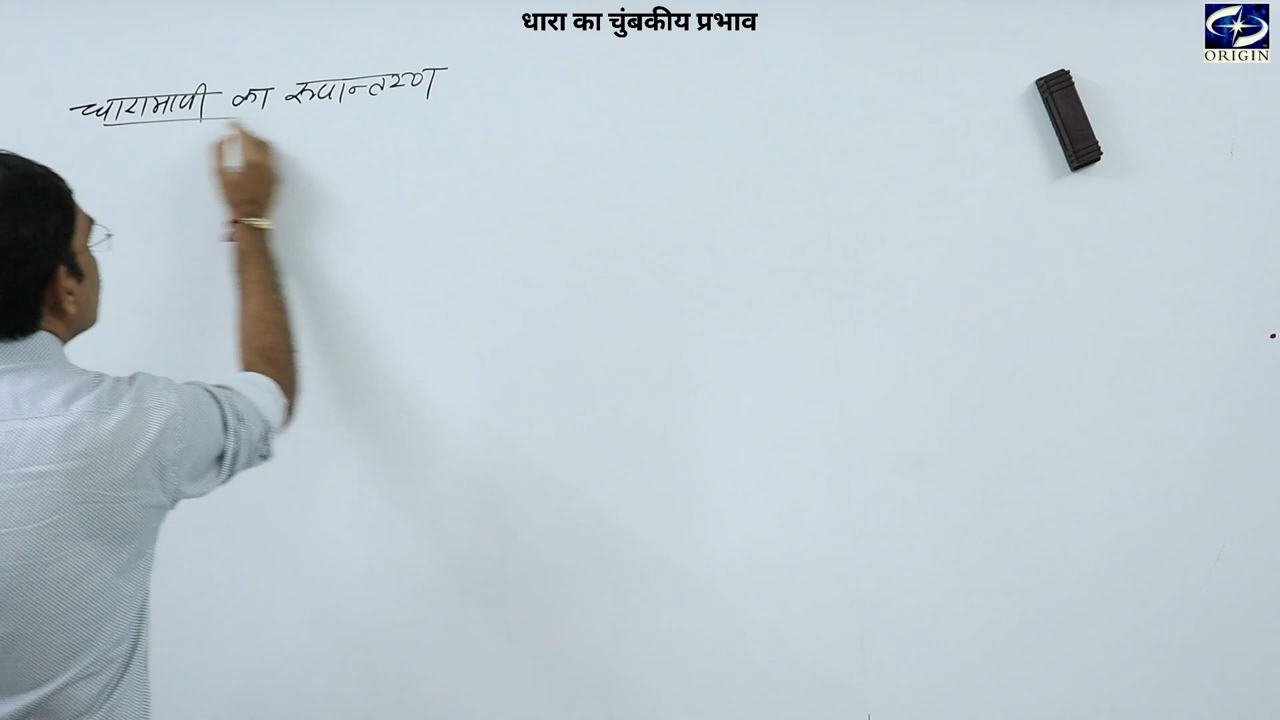 धारा का चुंबकीय प्रभाव
ORIGIN
धारामापी का रूपान्तरण